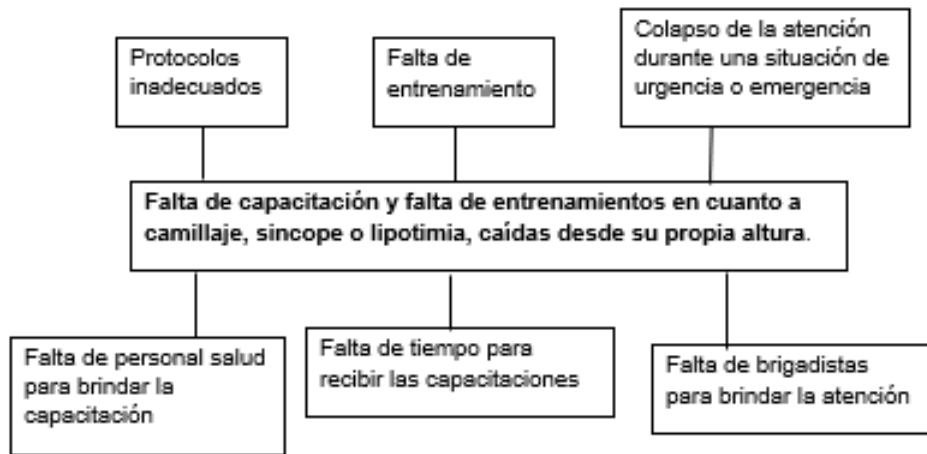 Protocolos
inadecuados
Falta de
entrenamiento
Colapso de la atención
durante una situación de
urgencia o emergencia
Falta de capacitación y falta de entrenamientos en cuanto a
camillaje, sincope o lipotimia, caídas desde su propia altura.
Falta de personal salud
para brindar la
capacitación
Falta de tiempo para
recibir las capacitaciones
Falta de brigadistas
para brindar la atención